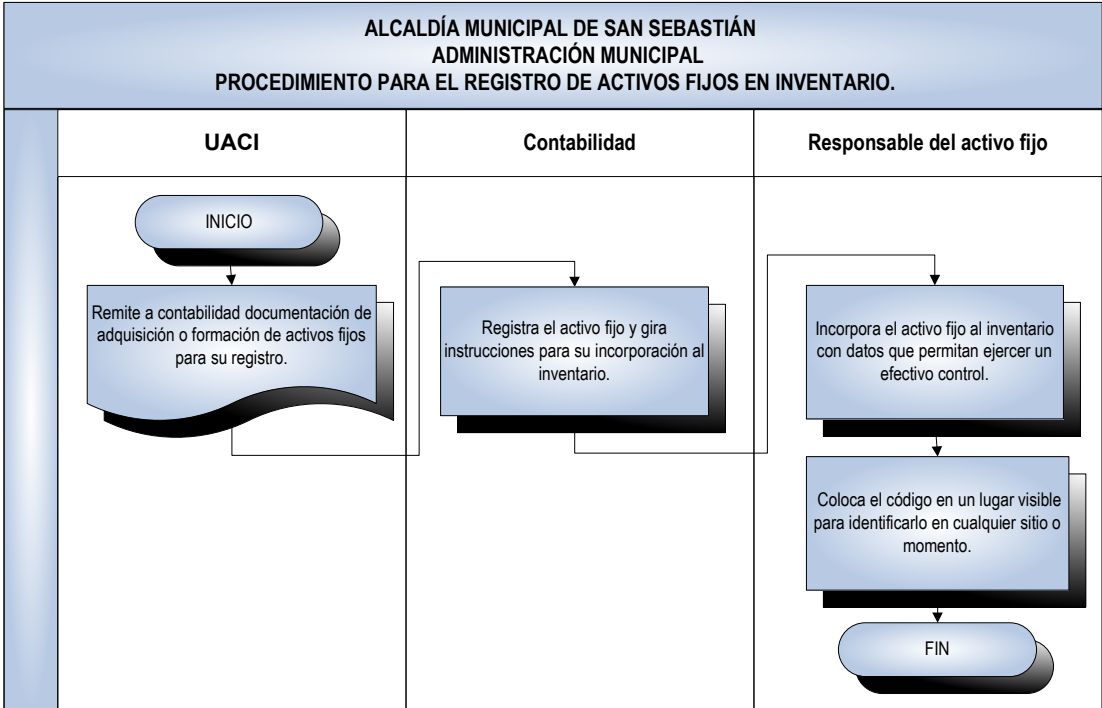 ALCALDÍA MUNICIPAL DE SAN SEBASTIÁN
ADMINISTRACIÓN MUNICIPAL
PROCEDIMIENTO PARA EL REGISTRO DE ACTIVOS FIJOS EN INVENTARIO.
UACI
Contabilidad
Responsable del activo fijo
INICIO
Remite a contabilidad documentación de
adquisición o formación de activos fijos
para su registro.
Registra el activo fijo y gira
instrucciones para su incorporación al
inventario.
Incorpora el activo fijo al inventario
con datos que permitan ejercer un
efectivo control.
Coloca el código en un lugar visible
para identificarlo en cualquier sitio o
momento.
FIN